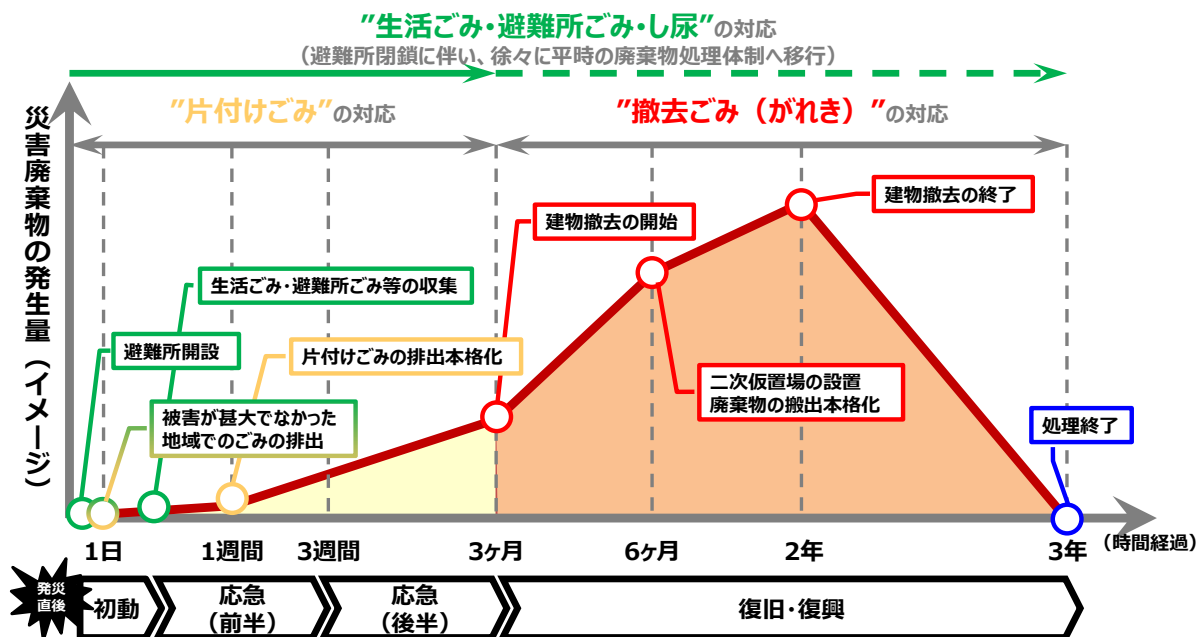 ”生活ごみ・避難所ごみ・し尿”の対応
（避難所閉鎖に伴い、徐々に平時の廃棄物処理体制へ移行）
”片付けごみ”の対応
”撤去ごみ（がれき）”の対応
災害廃棄物の発生量（イメージ）
建物撤去の終了
建物撤去の開始
生活ごみ・避難所ごみ等の収集
避難所開設
片付けごみの排出本格化
二次仮置場の設置
廃棄物の搬出本格化
被害が甚大でなかった
地域でのごみの排出
処理終了
1日
1週間
3週間
3ヶ月
6ヶ月
2年
3年
（時間経過）
発災
直後
初動
応急
（前半）
応急
（後半）
復旧・復興